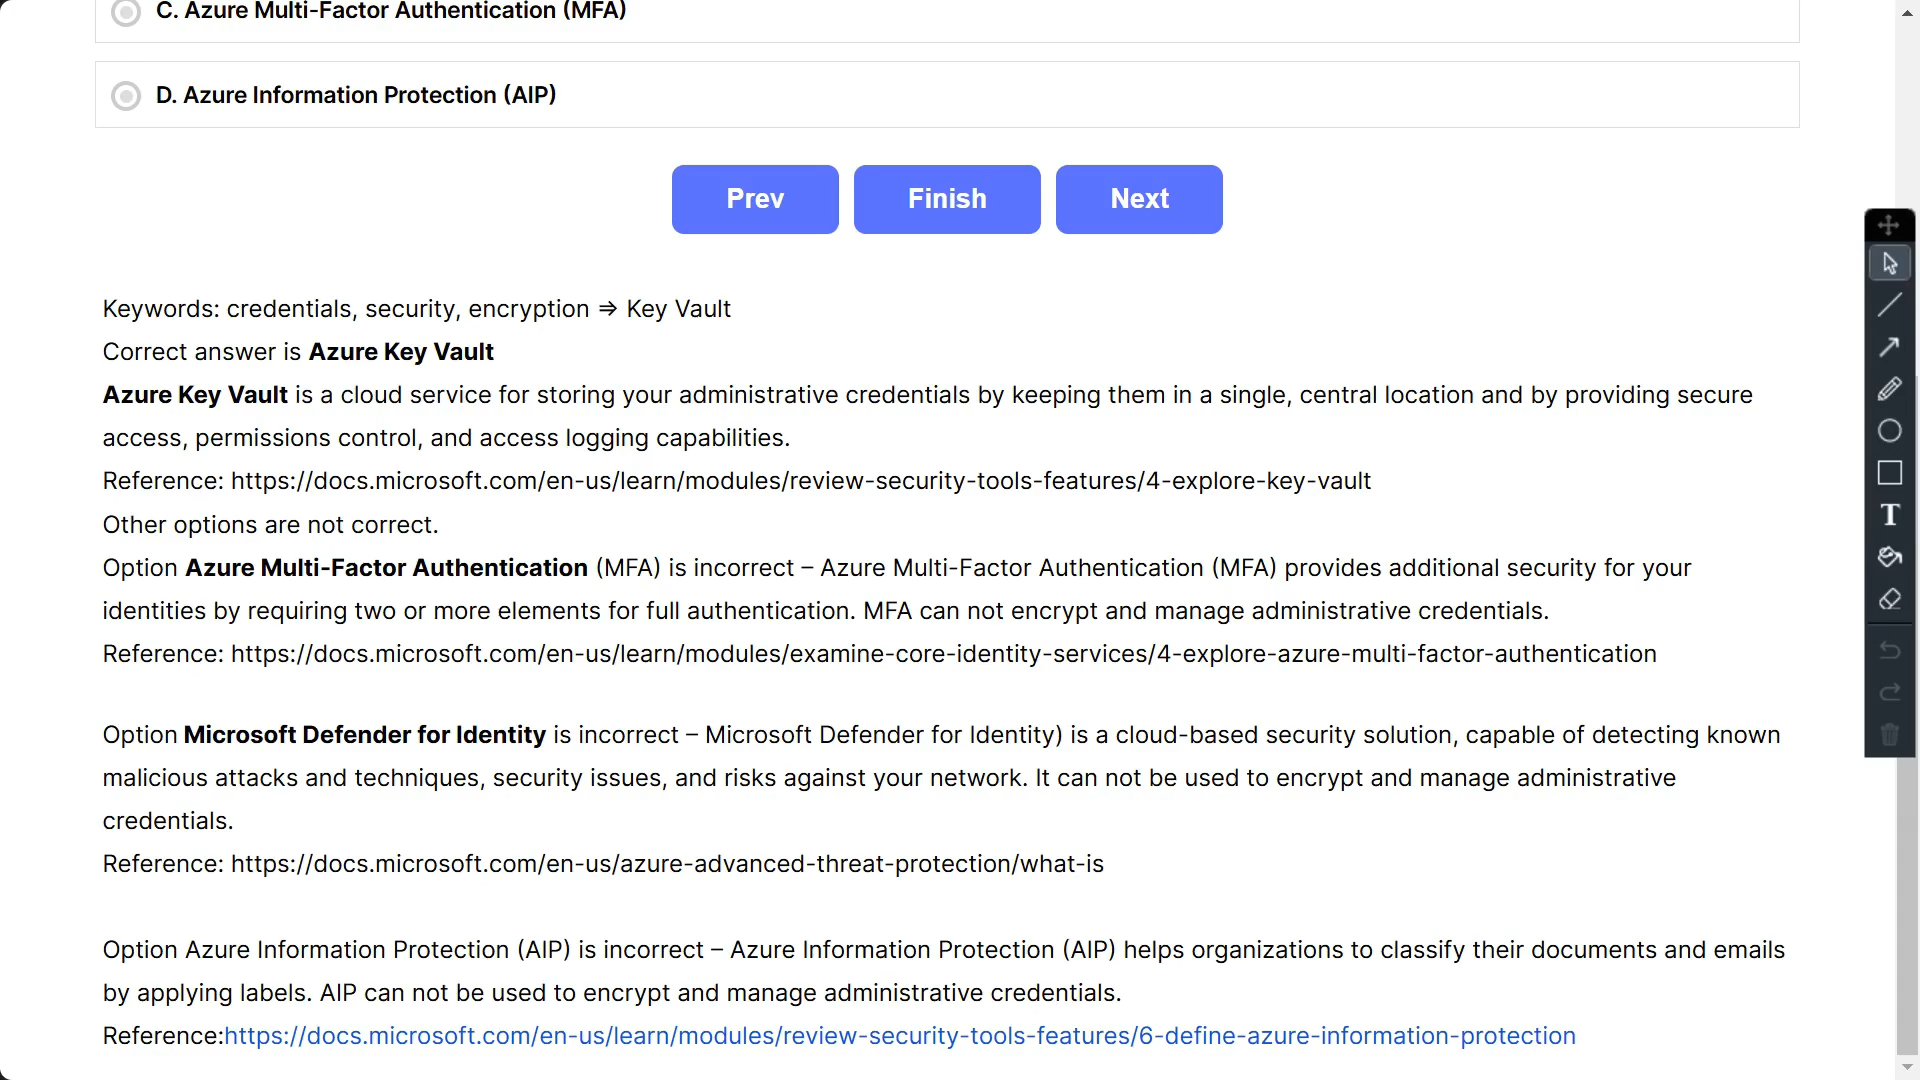 C. Azure Multi-Factor Authentication (MFA)
D. Azure Information Protection (AIP)
Prev
Finish
Next
Keywords: credentials, security, encryption ⇒ Key Vault
Correct answer is Azure Key Vault
Azure Key Vault is a cloud service for storing your administrative credentials by keeping them in a single, central location and by providing secure
access, permissions control, and access logging capabilities.
Reference: https://docs.microsoft.com/en-us/learn/modules/review-security-tools-features/4-explore-key-vault
Other options are not correct.
Option Azure Multi-Factor Authentication (MFA) is incorrect – Azure Multi-Factor Authentication (MFA) provides additional security for your
identities by requiring two or more elements for full authentication. MFA can not encrypt and manage administrative credentials.
Reference: https://docs.microsoft.com/en-us/learn/modules/examine-core-identity-services/4-explore-azure-multi-factor-authentication
Option Microsoft Defender for Identity is incorrect – Microsoft Defender for Identity) is a cloud-based security solution, capable of detecting known
malicious attacks and techniques, security issues, and risks against your network. It can not be used to encrypt and manage administrative
credentials.
Reference: https://docs.microsoft.com/en-us/azure-advanced-threat-protection/what-is
Option Azure Information Protection (AIP) is incorrect – Azure Information Protection (AIP) helps organizations to classify their documents and emails
by applying labels. AIP can not be used to encrypt and manage administrative credentials.
Reference:https://docs.microsoft.com/en-us/learn/modules/review-security-tools-features/6-define-azure-information-protection
T